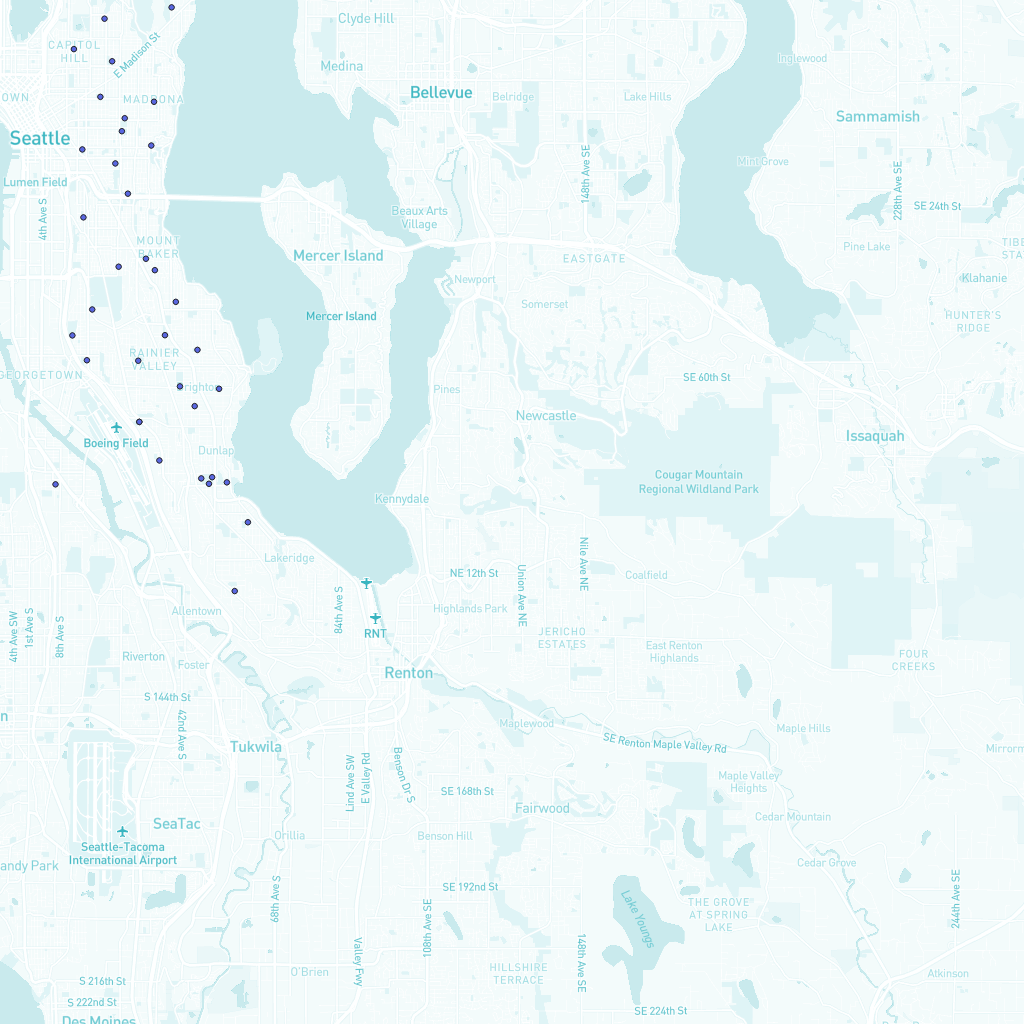 Clyde Hill
CAPITOL
HILL
E Madison St
Inglewood
Medina
Bellevue
Belridge
Lake Hills
OWN
MADRONA
Sammamish
Seattle
148th Ave SE
Mint Grove
228th Ave SE
Lumen Field
4th Ave S
SE 24th St
Beaux Arts
Village
MOUNT
BAKER
Mercer Island
EASTGATE
Pine Lake
TIBE
STA
Newport
Klahanie
Somerset
Mercer Island
HUNTER'S
RIDGE
RAINIER
VALLEY
GEORGETOWN
SE 60th St
Brighton
Pines
Newcastle
Boeing Field
Dunlap
Issaquah
Cougar Mountain
Regional Wildland Park
Kennydale
Lakeridge
NE 12th St
Union Ave NE
Nile Ave NE
Coalfield
84th Ave S
4th Ave SW
1st Ave S
8th Ave S
Allentown
Highlands Park
RNT
JERICHO
ESTATES
East Renton
Highlands
Riverton
Foster
FOUR
CREEKS
Renton
S 144th St
42nd Ave S
Maplewood
Maple Hills
n
Tukwila
SE Renton Maple Valley Rd
Mirrorm
Lind Ave SW
E Valley Rd
Benson Dr S
SE 168th St
Maple Valley
Heights
Fairwood
Cedar Mountain
SeaTac
Orillia
Benson Hill
Seattle-Tacoma
International Airport
andy Park
Cedar Grove
68th Ave S
SE 192nd St
108th Ave SE
Lake Youngs
THE GROVE
AT SPRING
LAKE
244th Ave SE
Valley Fwy
148th Ave SE
O'Brien
HILLSHIRE
TERRACE
Atkinson
S 216th St
S 222nd St
SE 224th St
Des Moines